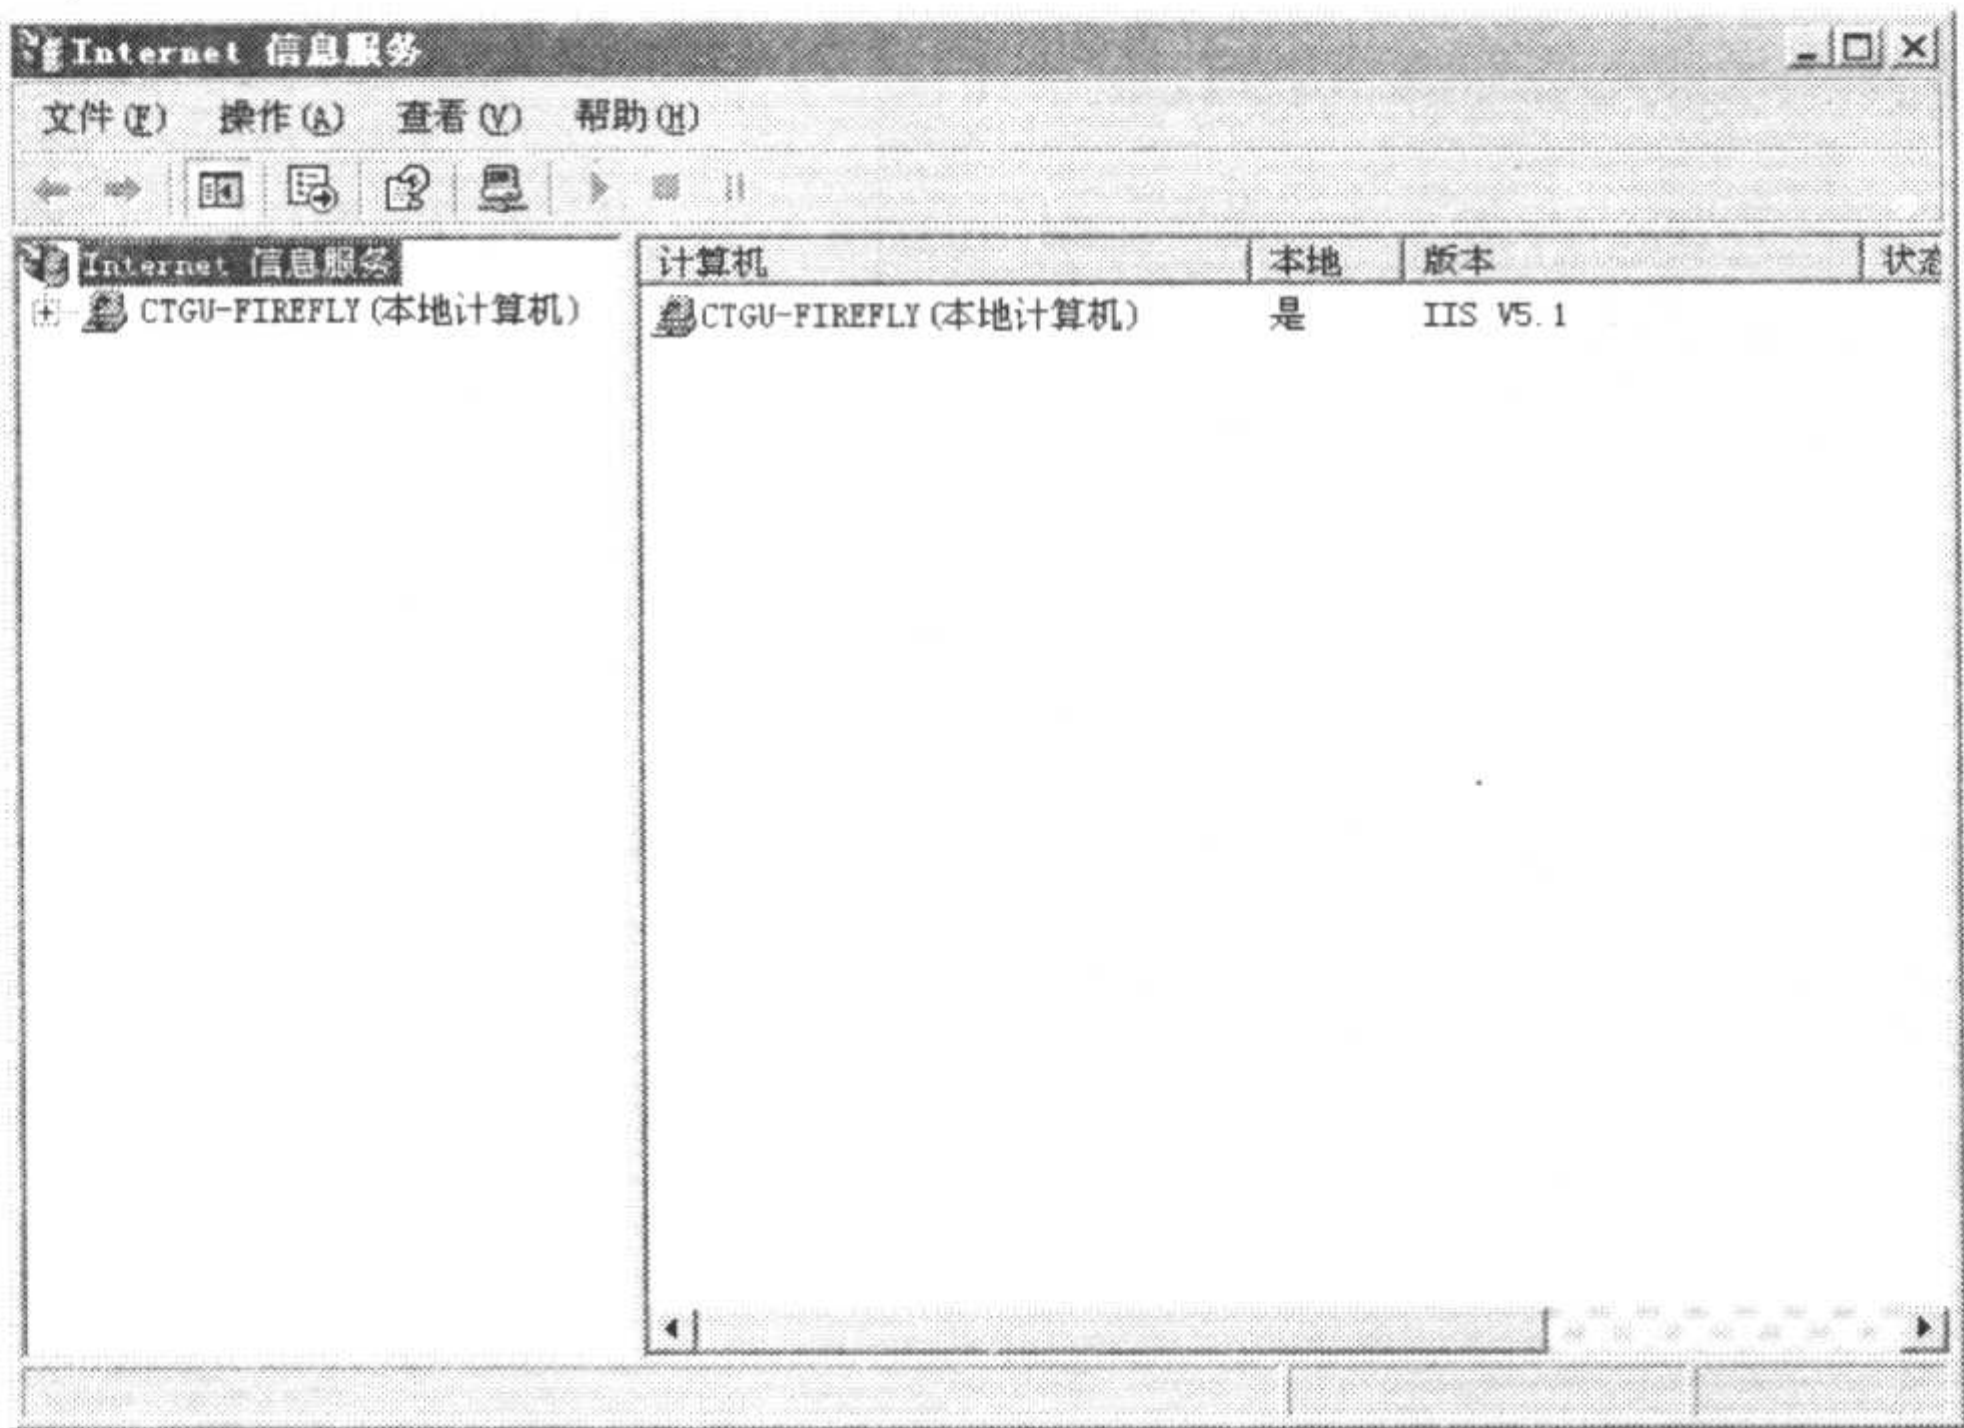 Internet 信息服务
文件(F) 操作(A) 查看(V) 帮助(H)
Internet 信息服务
CTGU-FIREFLY(本地计算机)
计算机 本地 版本 状态
CTGU-FIREFLY(本地计算机) 是 IIS V5.1